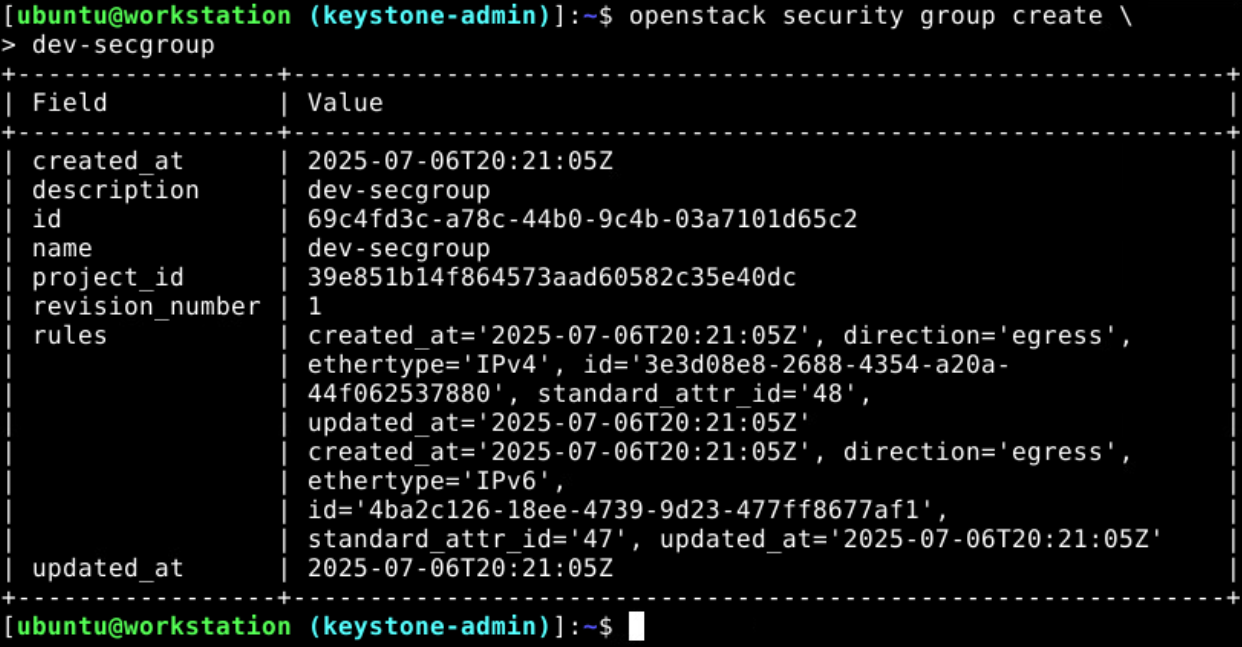 [ubuntu@workstation (keystone-admin)]:~$ openstack security group create \
> dev-secgroup
+-----------------+--------------------------------------------------------------+
| Field           | Value                                                        |
+-----------------+--------------------------------------------------------------+
| created_at      | 2025-07-06T20:21:05Z                                         |
| description     | dev-secgroup                                                 |
| id              | 69c4fd3c-a78c-44b0-9c4b-03a7101d65c2                         |
| name            | dev-secgroup                                                 |
| project_id      | 39e851b14f864573aad60582c35e40dc                             |
| revision_number | 1                                                            |
| rules           | created_at='2025-07-06T20:21:05Z', direction='egress',       |
|                 | ethertype='IPv4', id='3e3d08e8-2688-4354-a20a-               |
|                 | 44f062537880', standard_attr_id='48',                        |
|                 | updated_at='2025-07-06T20:21:05Z'                            |
|                 | created_at='2025-07-06T20:21:05Z', direction='egress',       |
|                 | ethertype='IPv6',                                            |
|                 | id='4ba2c126-18ee-4739-9d23-477ff8677af1',                   |
|                 | standard_attr_id='47', updated_at='2025-07-06T20:21:05Z'     |
| updated_at      | 2025-07-06T20:21:05Z                                         |
+-----------------+--------------------------------------------------------------+
[ubuntu@workstation (keystone-admin)]:~$